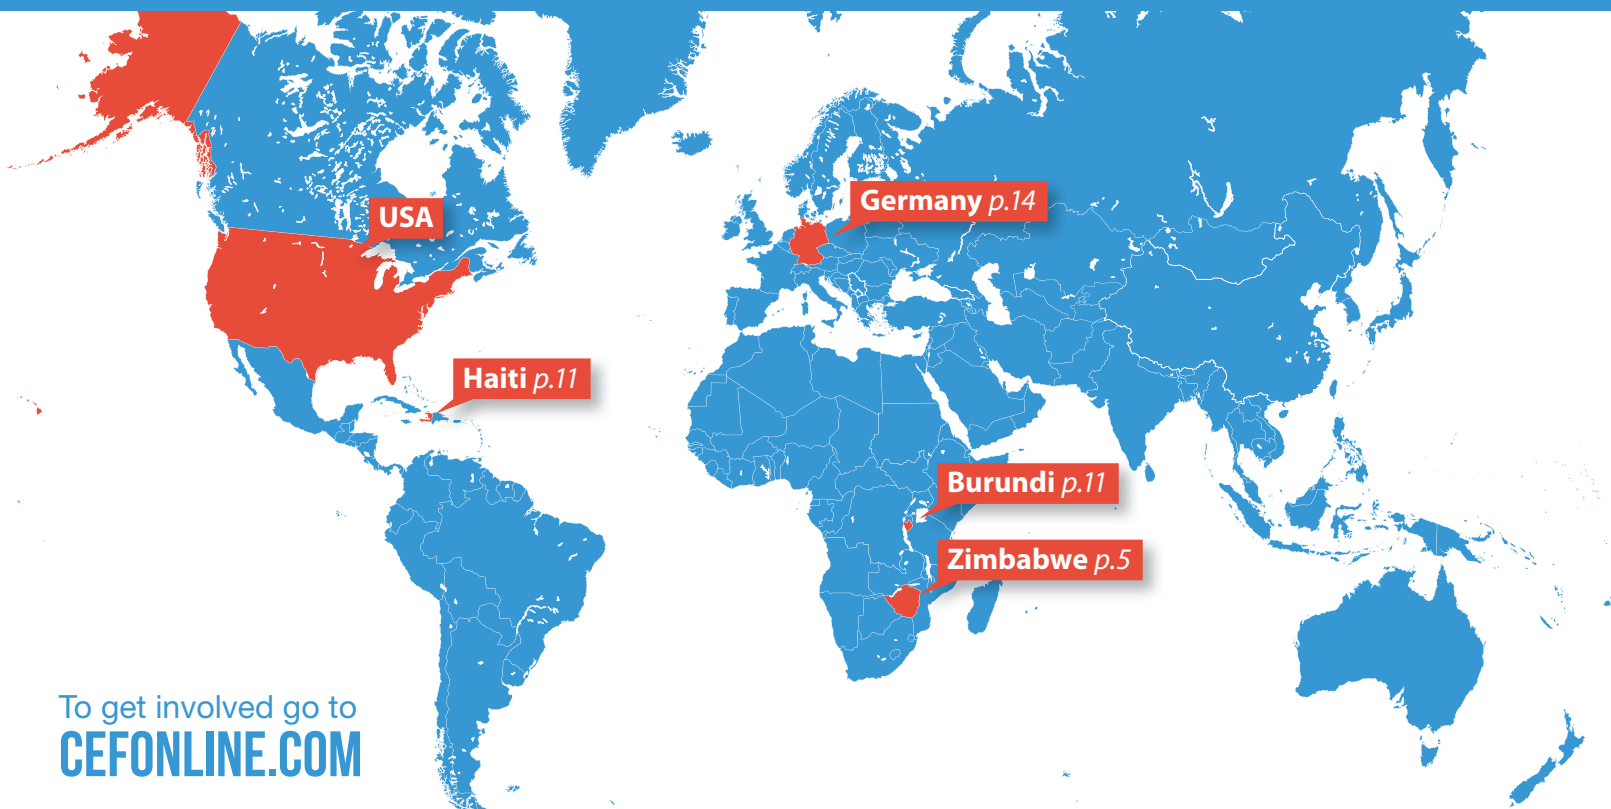 USA
Germany p.14
Haiti p.11
Burundi p.11
Zimbabwe p.5
To get involved go to
CEFONLINE.COM